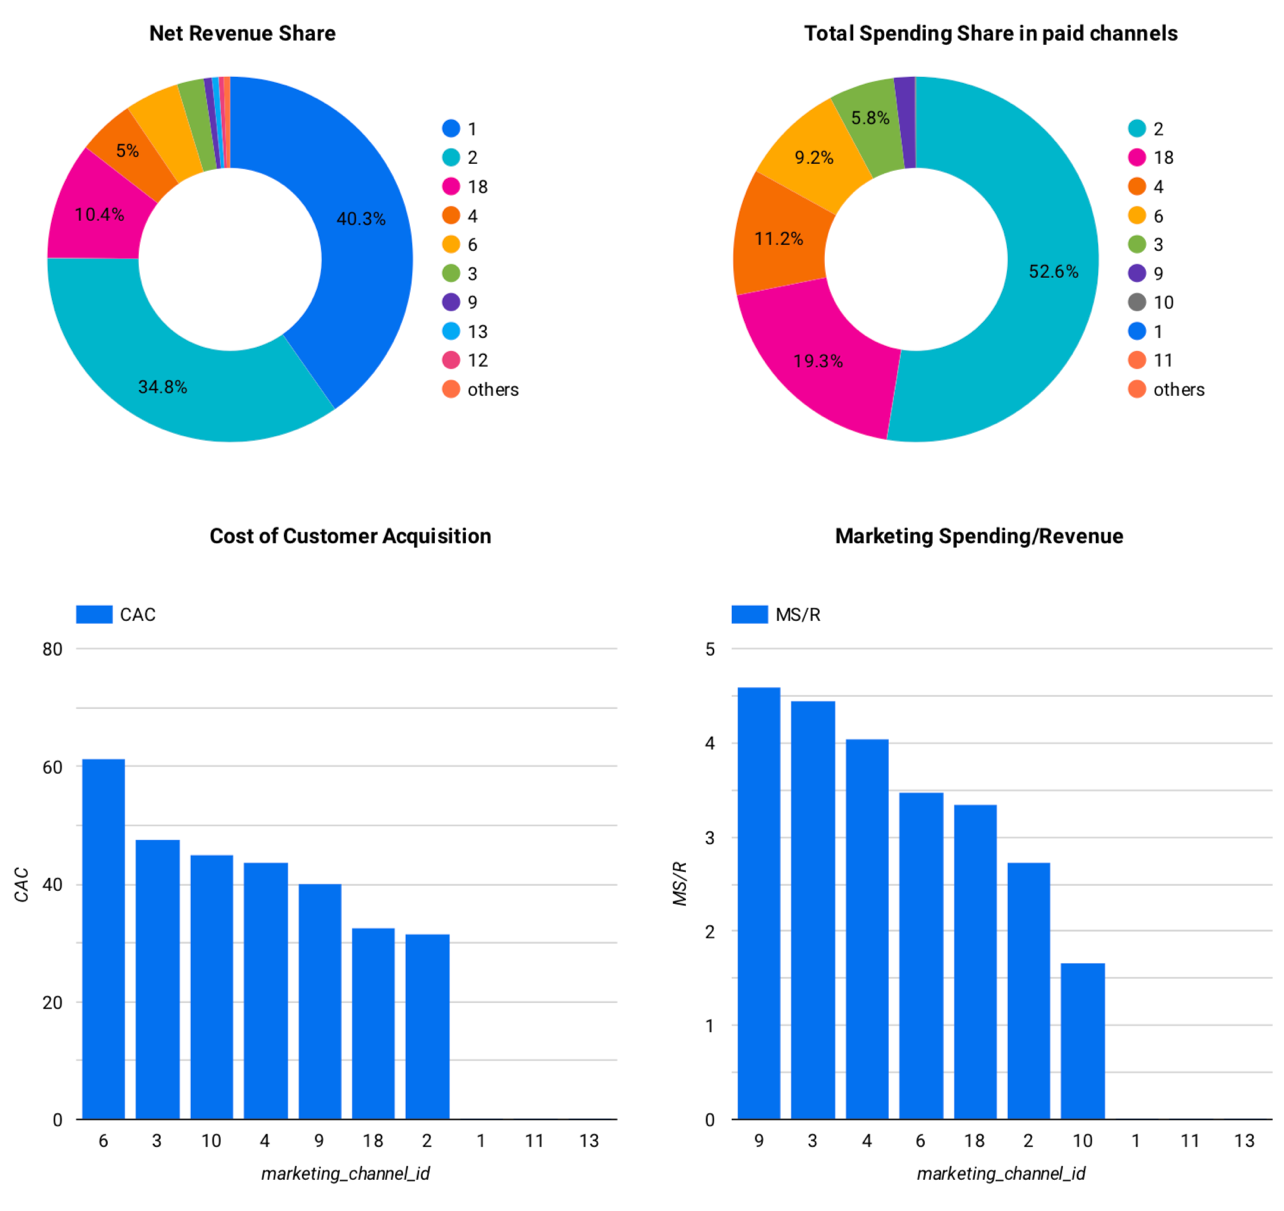 Net Revenue Share
40.3%
34.8%
10.4%
5%
1
2
18
4
6
3
9
13
12
others
Total Spending Share in paid channels
52.6%
19.3%
11.2%
9.2%
5.8%
2
18
4
6
3
9
10
1
11
others
Cost of Customer Acquisition
CAC
80
60
40
20
0
CAC
6 3 10 4 9 18 2 1 11 13
marketing_channel_id
Marketing Spending/Revenue
MS/R
5
4
3
2
1
0
MS/R
9 3 4 6 18 2 10 1 11 13
marketing_channel_id